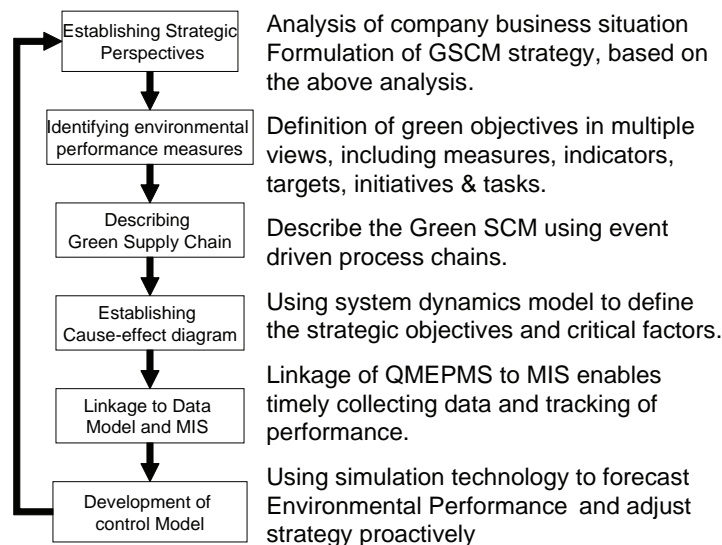 Establishing Strategic
Perspectives
Analysis of company business situation
Formulation of GSCM strategy, based on
the above analysis.
Identifying environmental
performance measures
Definition of green objectives in multiple
views, including measures, indicators,
targets, initiatives & tasks.
Describing
Green Supply Chain
Describe the Green SCM using event
driven process chains.
Establishing
Cause-effect diagram
Using system dynamics model to define
the strategic objectives and critical factors.
Linkage to Data
Model and MIS
Linkage of QMEPMS to MIS enables
timely collecting data and tracking of
performance.
Development of
control Model
Using simulation technology to forecast
Environmental Performance and adjust
strategy proactively